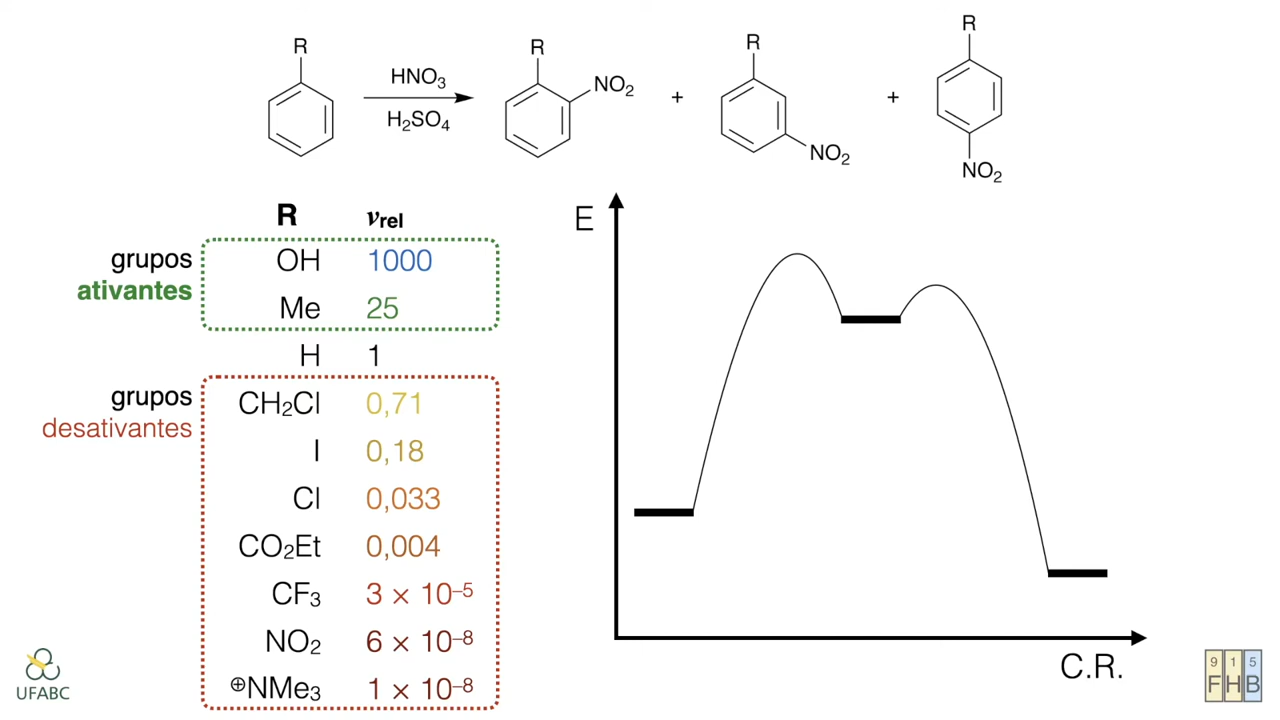 R
HNO₃
H₂SO₄
R
NO₂
+
R
NO₂
+
R
NO₂
R νrel
grupos
ativantes
OH 1000
Me 25
H 1
grupos
desativantes
CH₂Cl 0,71
I 0,18
Cl 0,033
CO₂Et 0,004
CF₃ 3 × 10⁻⁵
NO₂ 6 × 10⁻⁸
⊕NMe₃ 1 × 10⁻⁸
E
C.R.
UFABC
9 1 5
F H B